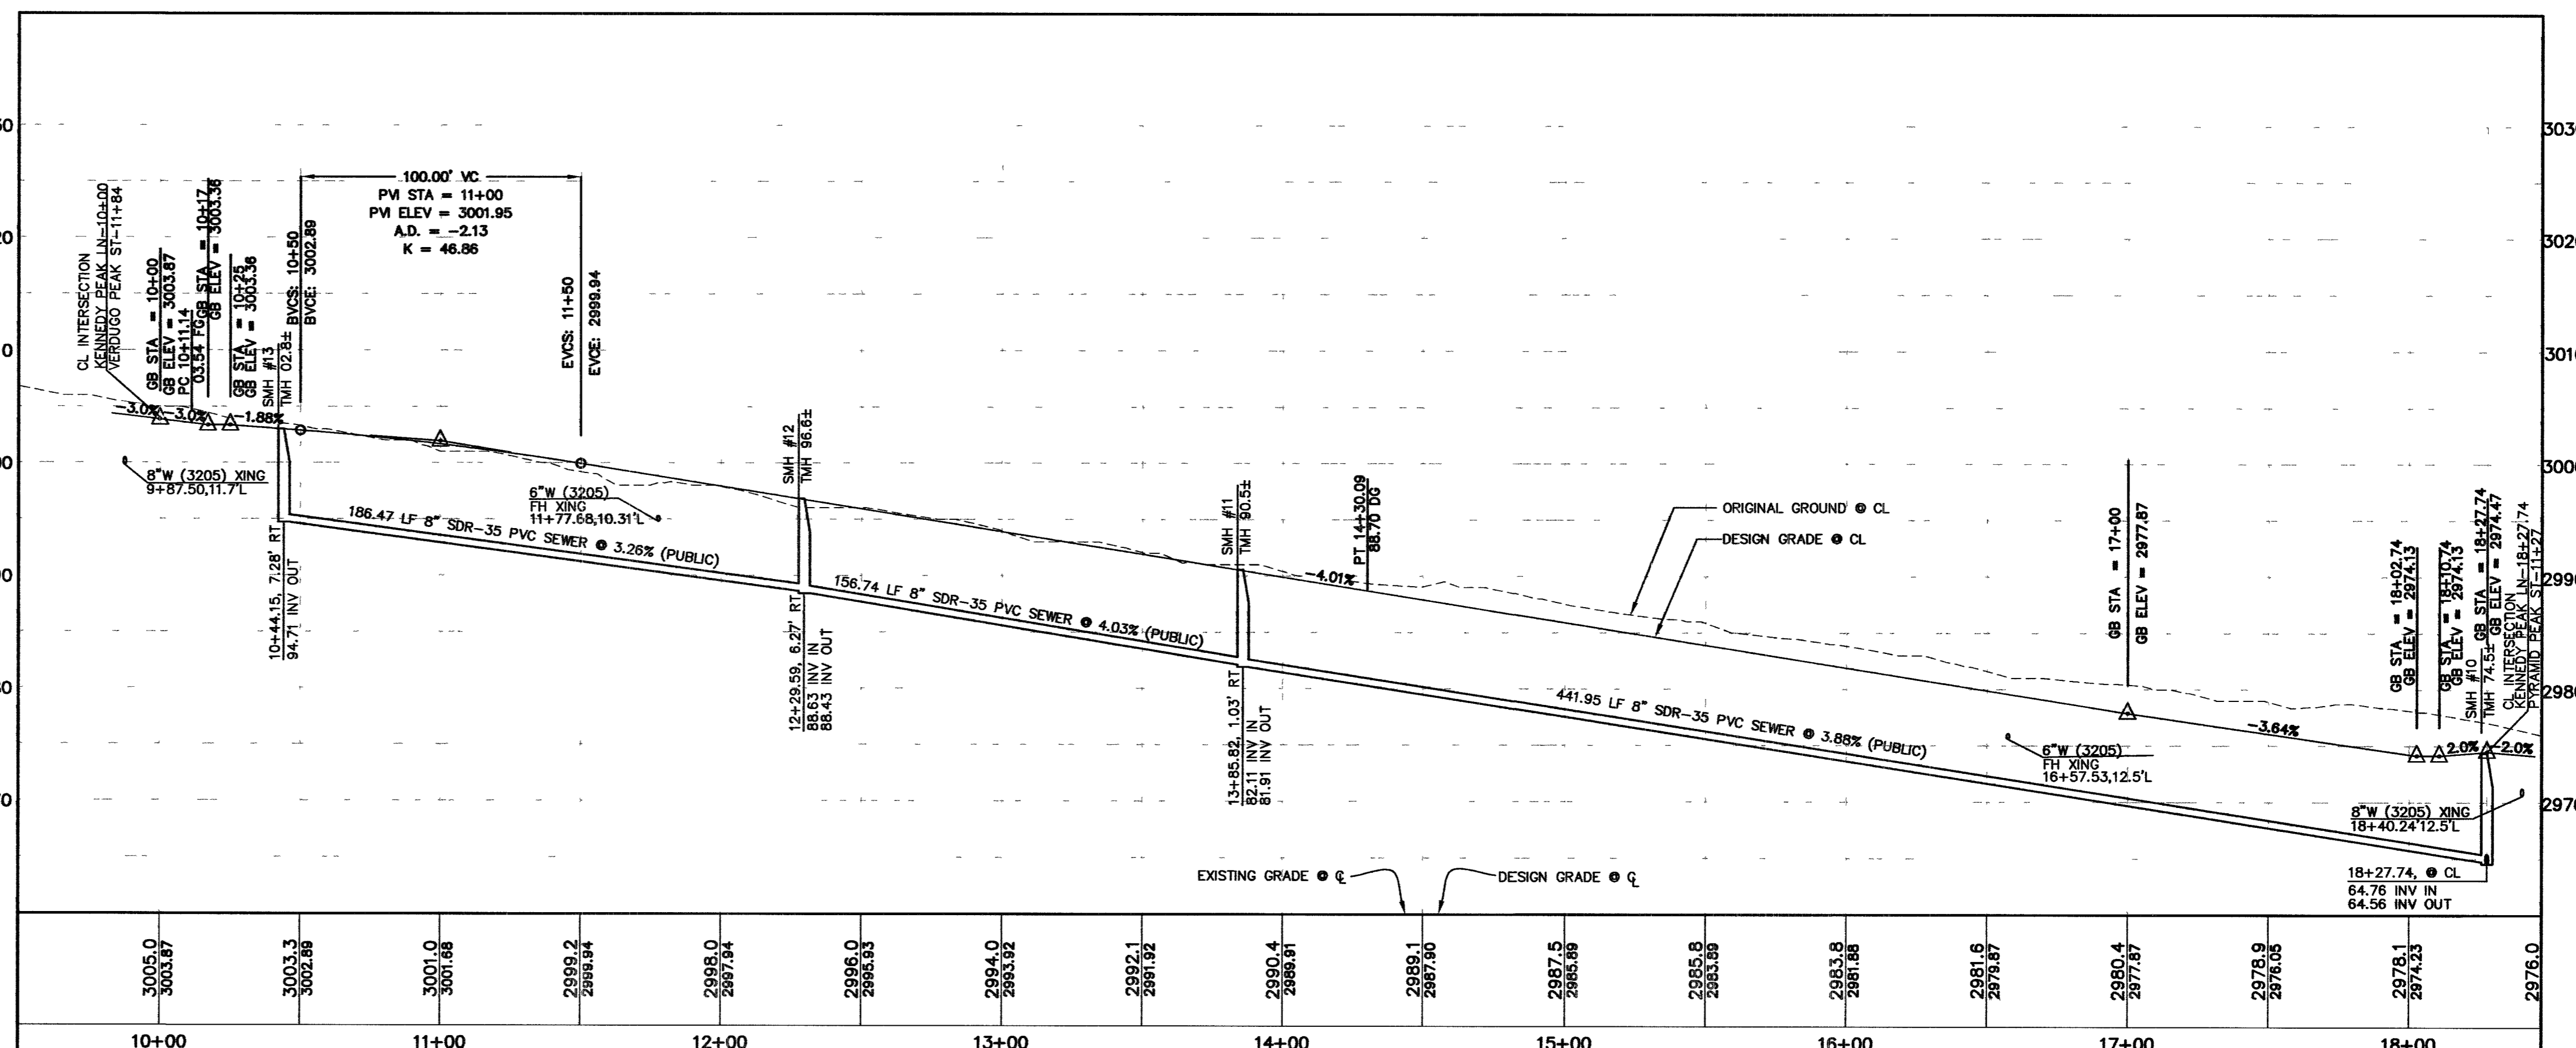 100.00' VC
PVI STA = 11+00
PVI ELEV = 3001.95
A.D. = -2.13
K = 46.86
CL INTERSECTION
KENNEDY PEAK LN-10+00
VERDUGO PEAK ST-11+84
GB STA = 10+00
GB ELEV = 3003.87
PC 10+11.14
03.54 FG
GB STA = 10+17
GB ELEV = 3003.36
GB STA = 10+25
GB ELEV = 3003.36
SMH #13
TMH 02.8±
BVCS: 10+50
BVCE: 3002.89
EVCS: 11+50
EVCE: 2999.94
-3.0%
-3.0%
-1.88%
8"W (3205) XING
9+87.50,11.7'L
6"W (3205)
FH XING
11+77.68,10.31'L
186.47 LF 8" SDR-35 PVC SEWER @ 3.26% (PUBLIC)
10+44.15, 7.28' RT
94.71 INV OUT
SMH #12
TMH 96.6±
12+29.59, 6.27' RT
88.63 INV IN
88.43 INV OUT
156.74 LF 8" SDR-35 PVC SEWER @ 4.03% (PUBLIC)
SMH #11
TMH 90.5±
13+85.82, 1.03' RT
82.11 INV IN
81.91 INV OUT
-4.01%
PT 14+30.09
88.70 DG
ORIGINAL GROUND @ CL
DESIGN GRADE @ CL
441.95 LF 8" SDR-35 PVC SEWER @ 3.88% (PUBLIC)
GB STA = 17+00
GB ELEV = 2977.87
6"W (3205)
FH XING
16+57.53,12.5'L
-3.64%
GB STA = 18+02.74
GB ELEV = 2974.13
GB STA = 18+10.74
GB ELEV = 2974.13
SMH #10
TMH 74.5±
GB STA = 18+27.74
GB ELEV = 2974.47
CL INTERSECTION
KENNEDY PEAK LN-18+27.74
PYRAMID PEAK ST-11+27
2.0%
-2.0%
8"W (3205) XING
18+40.24'12.5'L
18+27.74, @ CL
64.76 INV IN
64.56 INV OUT
EXISTING GRADE @ ℄
DESIGN GRADE @ ℄
3005.0
3003.87
3003.3
3002.89
3001.0
3001.68
2999.2
2999.94
2998.0
2997.94
2996.0
2995.93
2994.0
2993.92
2992.1
2991.92
2990.4
2989.91
2989.1
2987.90
2987.5
2985.89
2985.8
2983.89
2983.8
2981.88
2981.6
2979.87
2980.4
2977.87
2978.9
2976.05
2978.1
2974.23
2976.0
10+00 11+00 12+00 13+00 14+00 15+00 16+00 17+00 18+00